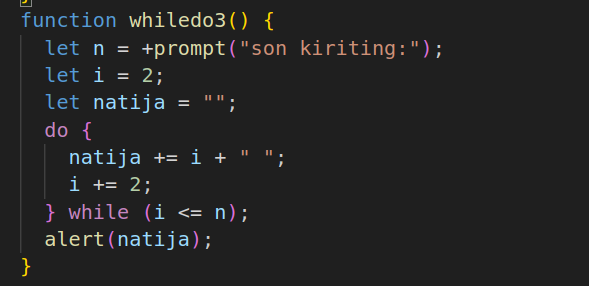 }
function whiledo3() {
  let n = +prompt("son kiriting:");
  let i = 2;
  let natija = "";
  do {
    natija += i + " ";
    i += 2;
  } while (i <= n);
  alert(natija);
}